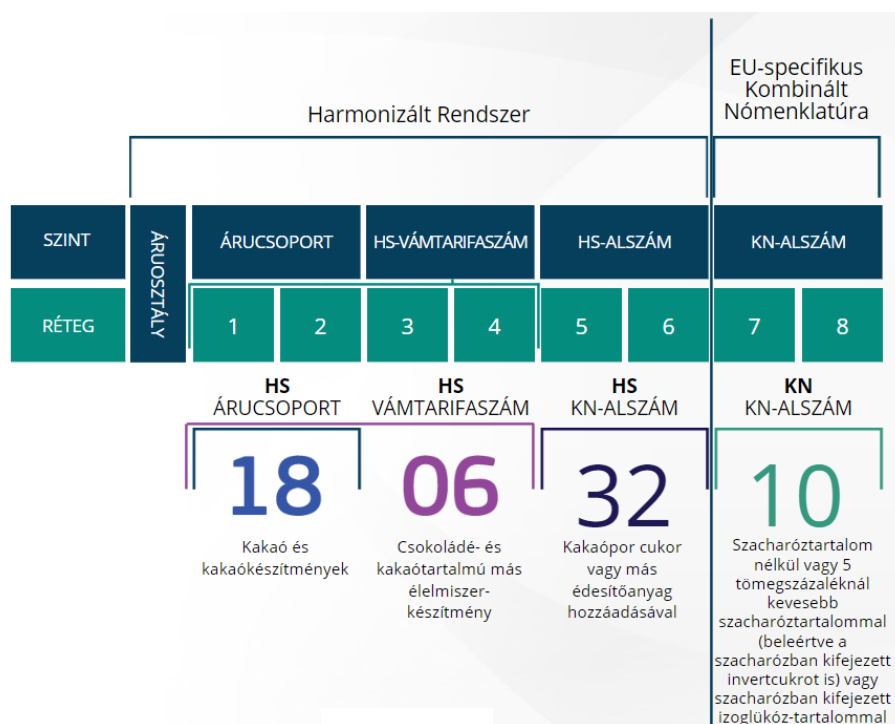 EU-specifikus
Kombinált
Nómenklatúra
Harmonizált Rendszer
SZINT
ÁRUOSZTÁLY
ÁRUCSOPORT
HS-VÁMTARIFASZÁM
HS-ALSZÁM
KN-ALSZÁM
RÉTEG
1
2
3
4
5
6
7
8
HS
ÁRUCSOPORT
HS
VÁMTARIFASZÁM
HS
KN-ALSZÁM
KN
KN-ALSZÁM
18
06
32
10
Kakaó és
kakaókészítmények
Csokoládé- és
kakaótartalmú más
élelmiszer-
készítmény
Kakaópor cukor
vagy más
édesítőanyag
hozzáadásával
Szacharóztartalom
nélkül vagy 5
tömegszázaléknál
kevesebb
szacharóztartalommal
(beleértve a
szacharózban kifejezett
invertcukrot is) vagy
szacharózban kifejezett
izoglükóz-tartalommal